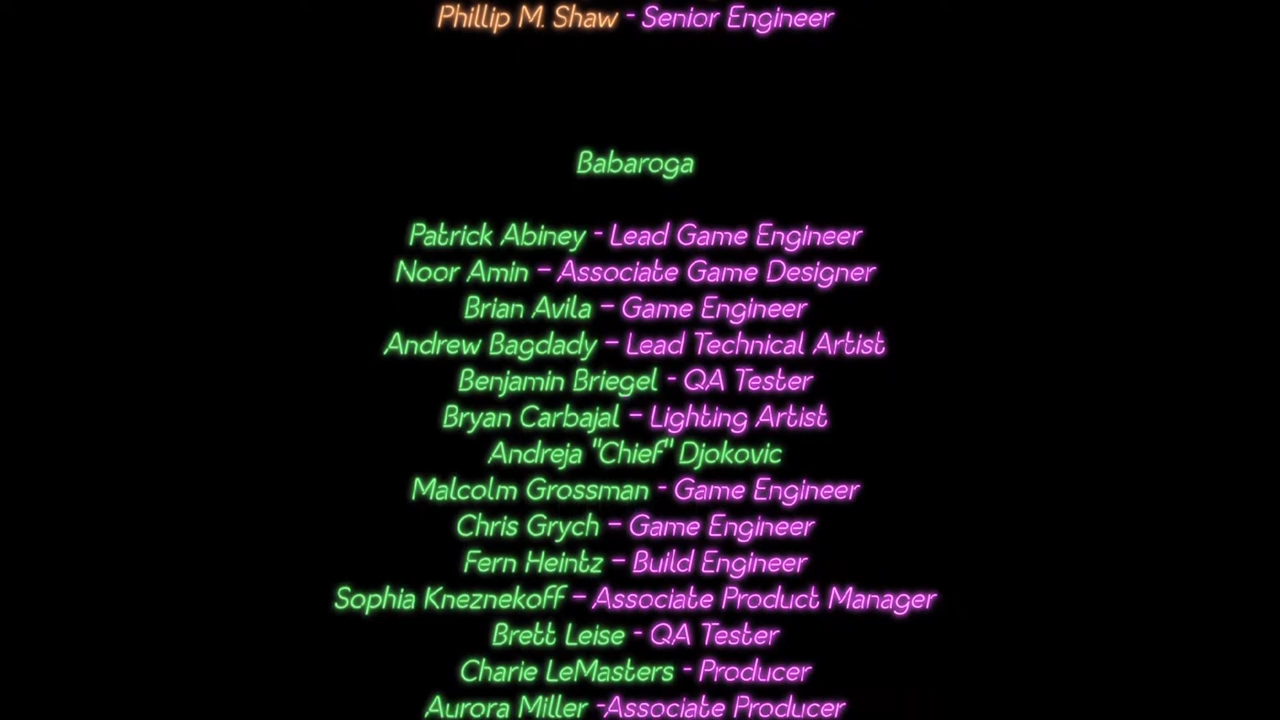 Phillip M. Shaw - Senior Engineer
Babaroga
Patrick Abiney - Lead Game Engineer
Noor Amin – Associate Game Designer
Brian Avila – Game Engineer
Andrew Bagdady – Lead Technical Artist
Benjamin Briegel - QA Tester
Bryan Carbajal – Lighting Artist
Andreja "Chief" Djokovic
Malcolm Grossman - Game Engineer
Chris Grych – Game Engineer
Fern Heintz – Build Engineer
Sophia Kneznekoff – Associate Product Manager
Brett Leise - QA Tester
Charie LeMasters - Producer
Aurora Miller -Associate Producer